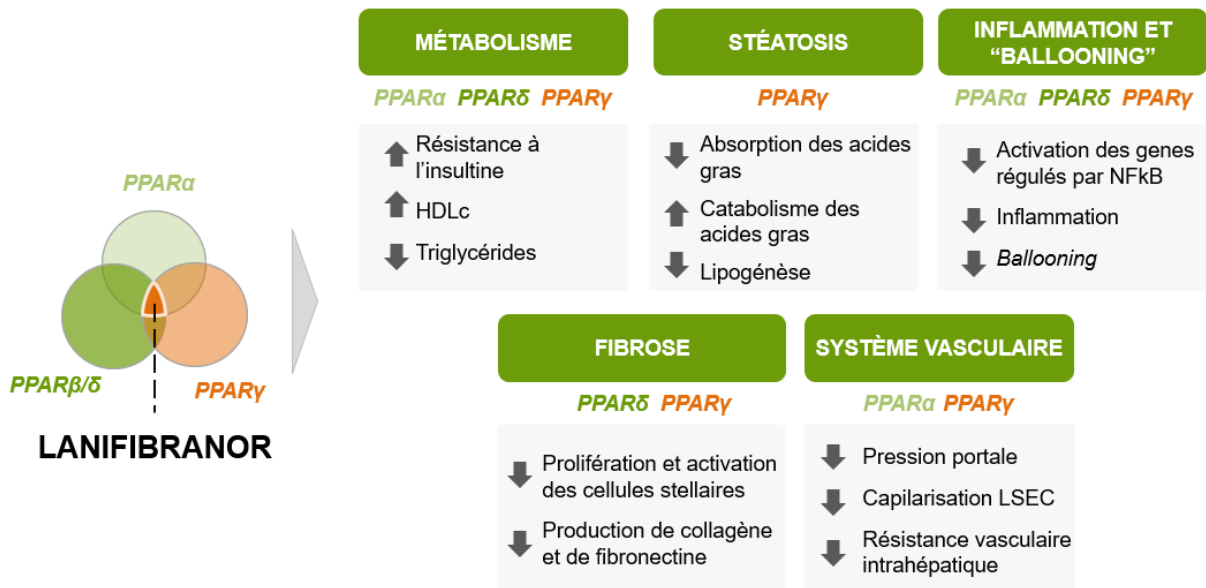 PPARα
PPARβ/δ
PPARγ
LANIFIBRANOR
MÉTABOLISME
PPARα PPARδ PPARγ
Résistance à
l'insultine
HDLc
Triglycérides
STÉATOSIS
PPARγ
Absorption des acides
gras
Catabolisme des
acides gras
Lipogénèse
INFLAMMATION ET
“BALLOONING”
PPARα PPARδ PPARγ
Activation des genes
régulés par NFkB
Inflammation
Ballooning
FIBROSE
PPARδ PPARγ
Prolifération et activation
des cellules stellaires
Production de collagène
et de fibronectine
SYSTÈME VASCULAIRE
PPARα PPARγ
Pression portale
Capilarisation LSEC
Résistance vasculaire
intrahépatique